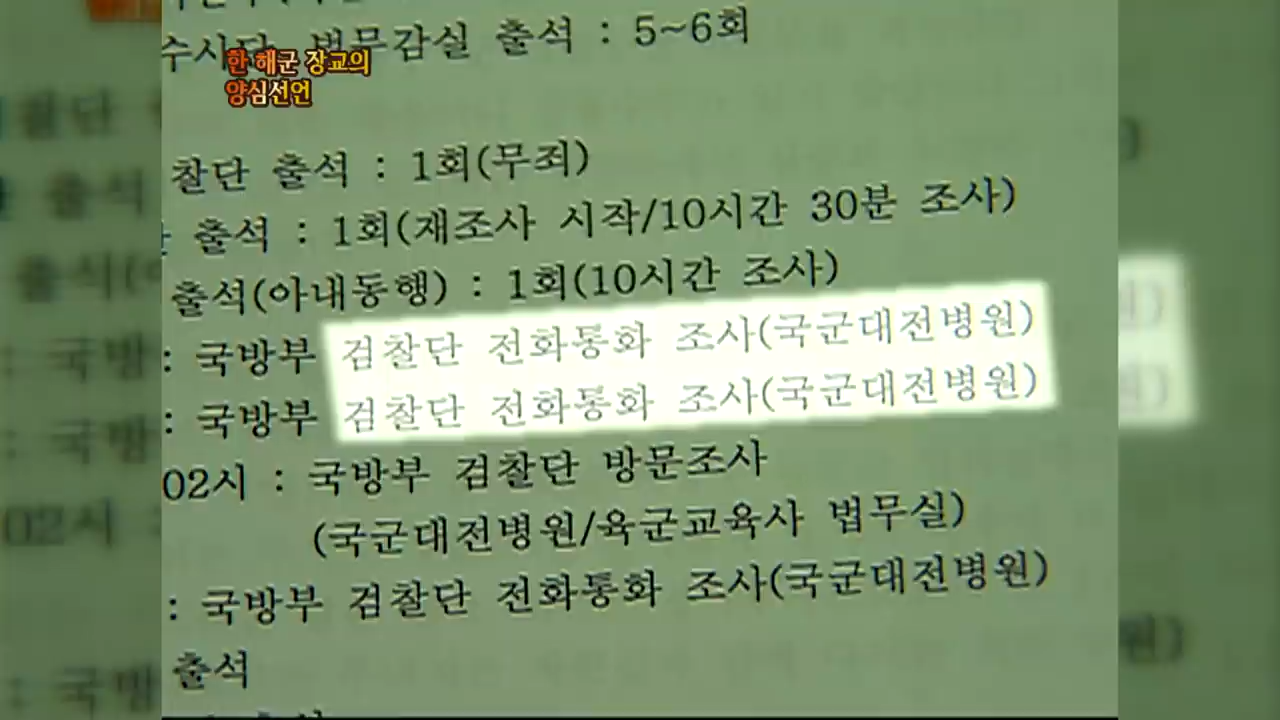 수사단, 법무감실 출석 : 5~6회
한 해군 장교의
양심선언
찰단 출석 : 1회(무죄)
출석 : 1회(재조사 시작/10시간 30분 조사)
출석(아내동행) : 1회(10시간 조사)
: 국방부 검찰단 전화통화 조사(국군대전병원)
: 국방부 검찰단 전화통화 조사(국군대전병원)
02시 : 국방부 검찰단 방문조사
(국군대전병원/육군교육사 법무실)
: 국방부 검찰단 전화통화 조사(국군대전병원)
출석